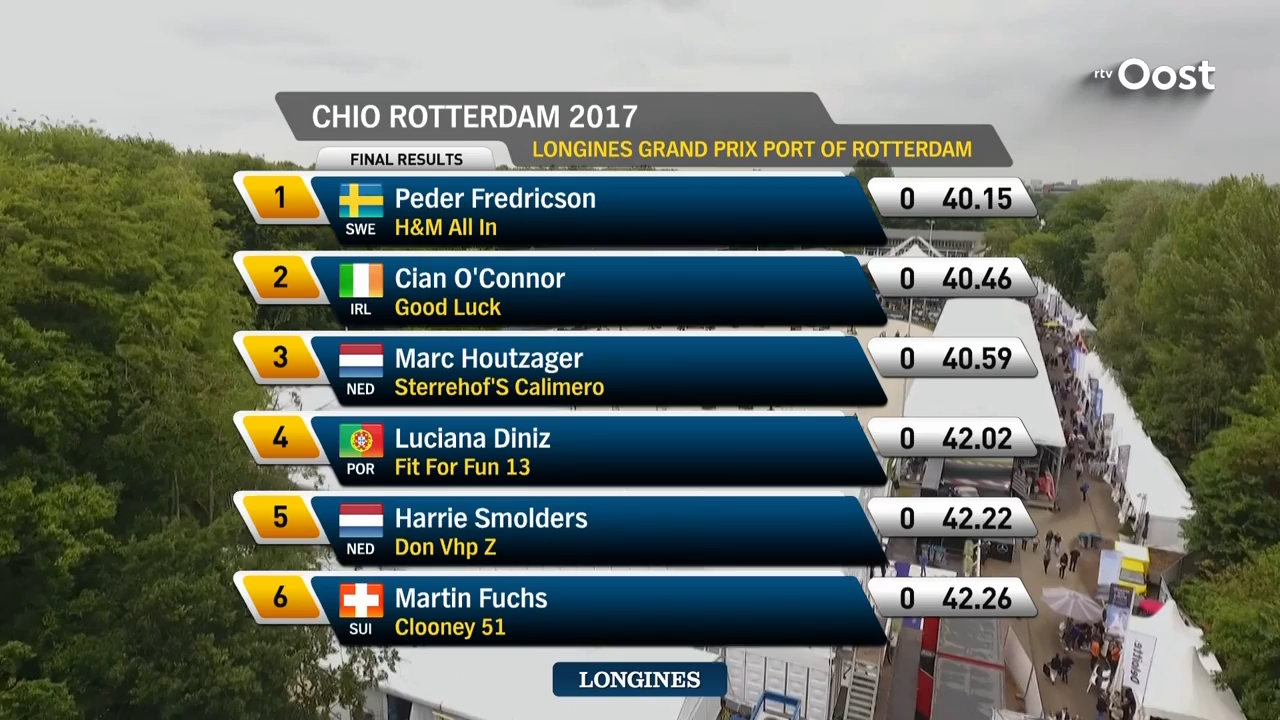 rtv Oost
CHIO ROTTERDAM 2017
LONGINES GRAND PRIX PORT OF ROTTERDAM
FINAL RESULTS
1 SWE Peder Fredricson 0 40.15
H&M All In
2 IRL Cian O'Connor 0 40.46
Good Luck
3 NED Marc Houtzager 0 40.59
Sterrehof'S Calimero
4 POR Luciana Diniz 0 42.02
Fit For Fun 13
5 NED Harrie Smolders 0 42.22
Don Vhp Z
6 SUI Martin Fuchs 0 42.26
Clooney 51
LONGINES
Deloitte